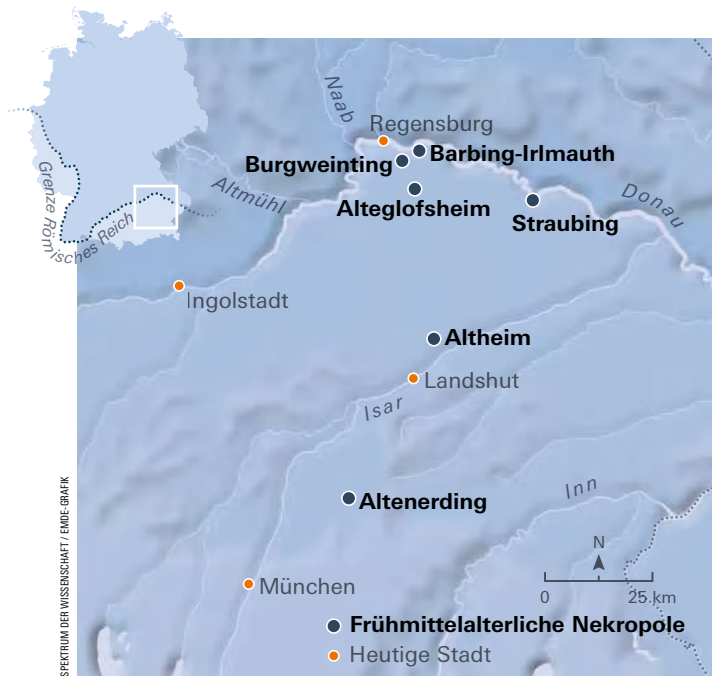 Naab
Regensburg
Burgweinting
Barbing-Irlmauth
Altmühl
Alteglofsheim
Donau
Straubing
Grenze Römisches Reich
Ingolstadt
Altheim
Landshut
Isar
Altenerding
Inn
N
München
0
25 km
Frühmittelalterliche Nekropole
Heutige Stadt
SPEKTRUM DER WISSENSCHAFT / EMDE-GRAFIK